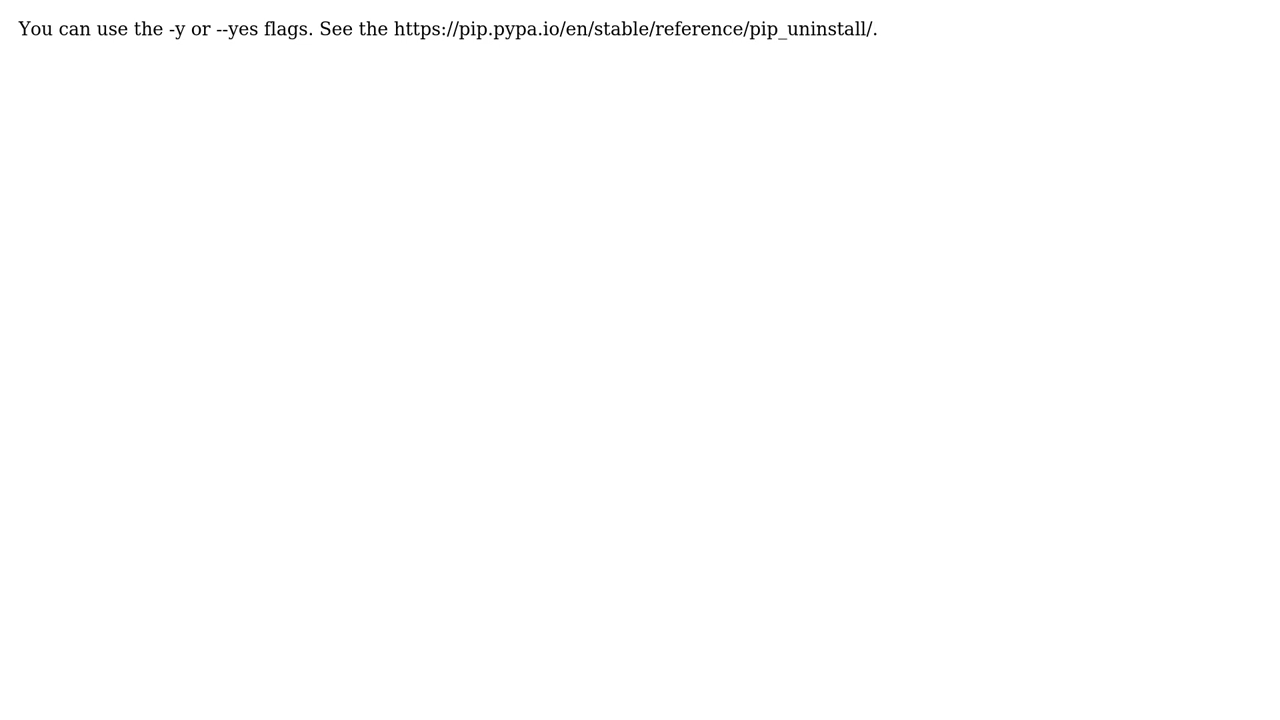 You can use the -y or --yes flags. See the https://pip.pypa.io/en/stable/reference/pip_uninstall/.